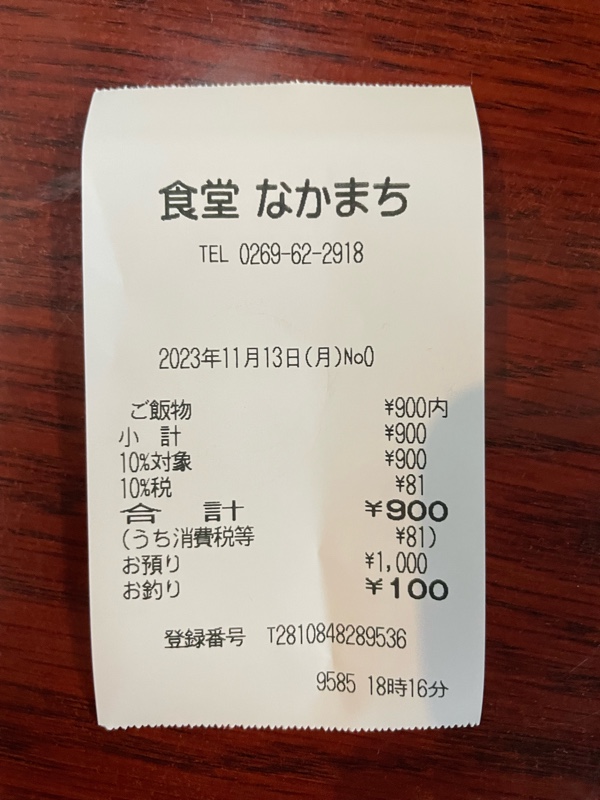 食堂 なかまち
TEL 0269-62-2918
2023年11月13日(月)No0
ご飯物 ¥900内
小 計 ¥900
10%対象 ¥900
10%税 ¥81
合 計 ¥900
(うち消費税等 ¥81)
お預り ¥1,000
お釣り ¥100
登録番号 T2810848289536
9585 18時16分